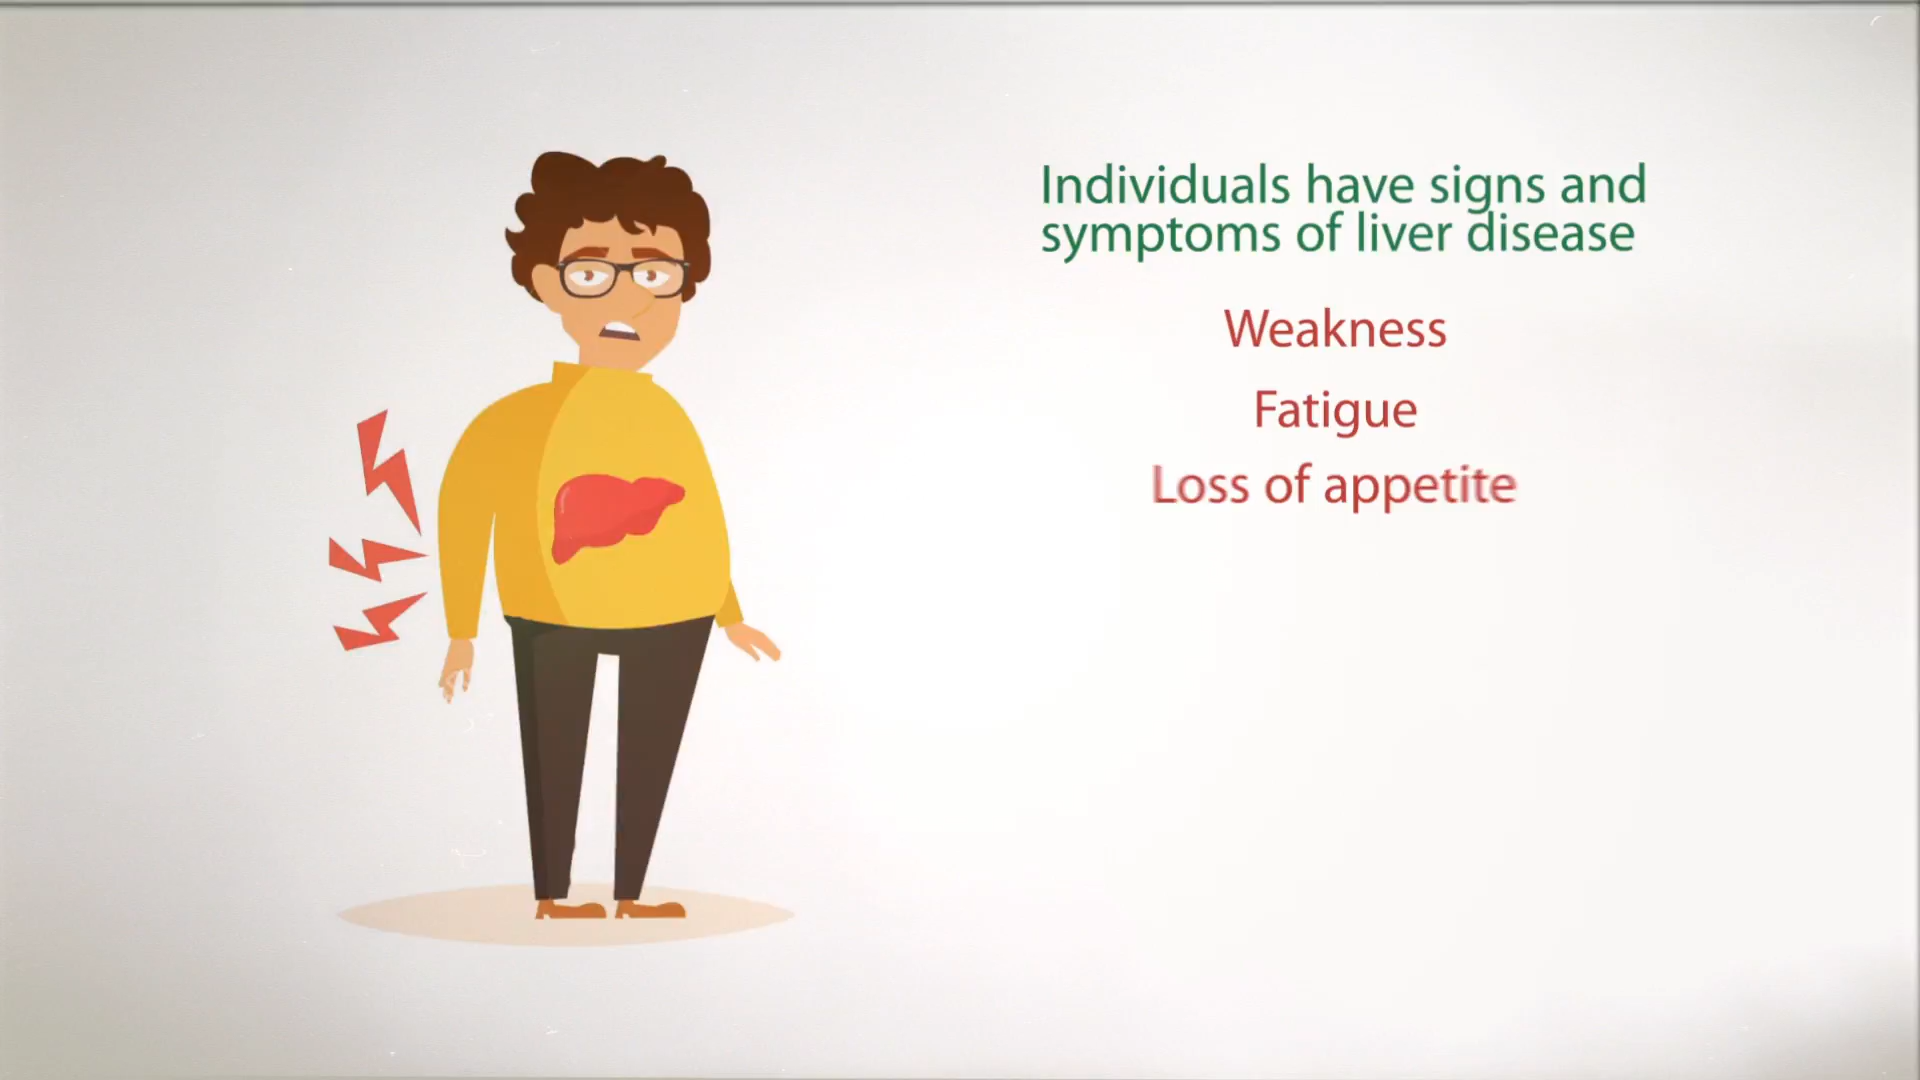 Individuals have signs and
symptoms of liver disease
Weakness
Fatigue
Loss of appetite